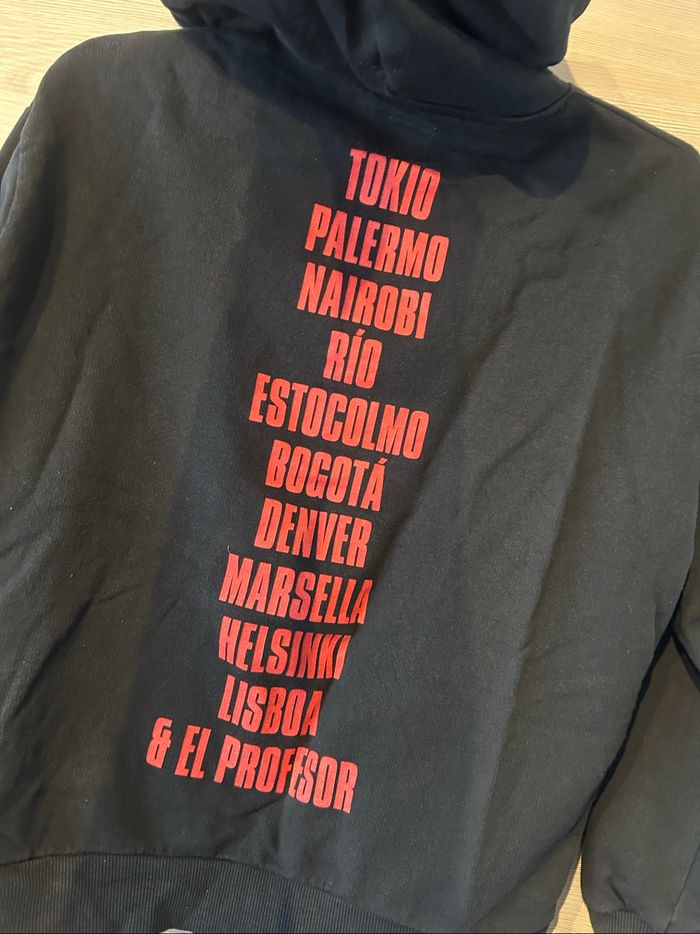 TOKIO
PALERMO
NAIROBI
RÍO
ESTOCOLMO
BOGOTÁ
DENVER
MARSELLA
HELSINKI
LISBOA
& EL PROFESOR